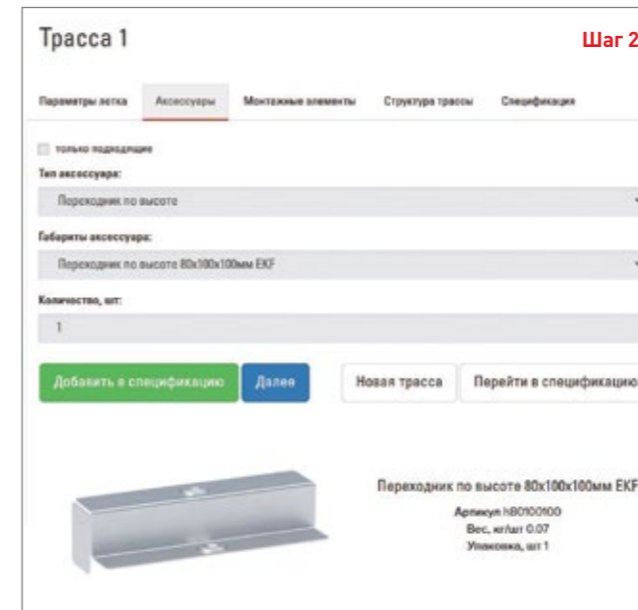 Трасса 1
Шаг 2
Параметры лотка Аксессуары Монтажные элементы Структура трассы Спецификация
только подходящие
Тип аксессуара:
Переходник по высоте
Габариты аксессуара:
Переходник по высоте 80х100х100мм EKF
Количество, шт:
1
Добавить в спецификацию Далее Новая трасса Перейти в спецификацию
Переходник по высоте 80х100х100мм EKF
Артикул h80100100
Вес, кг/шт 0.07
Упаковка, шт 1